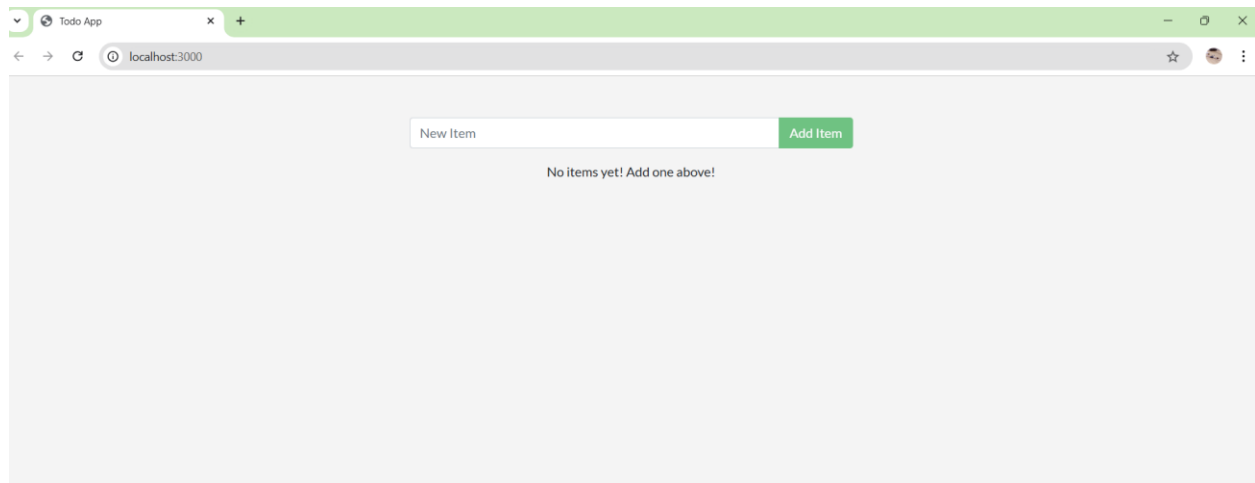 Todo App
localhost:3000
New Item
Add Item
No items yet! Add one above!